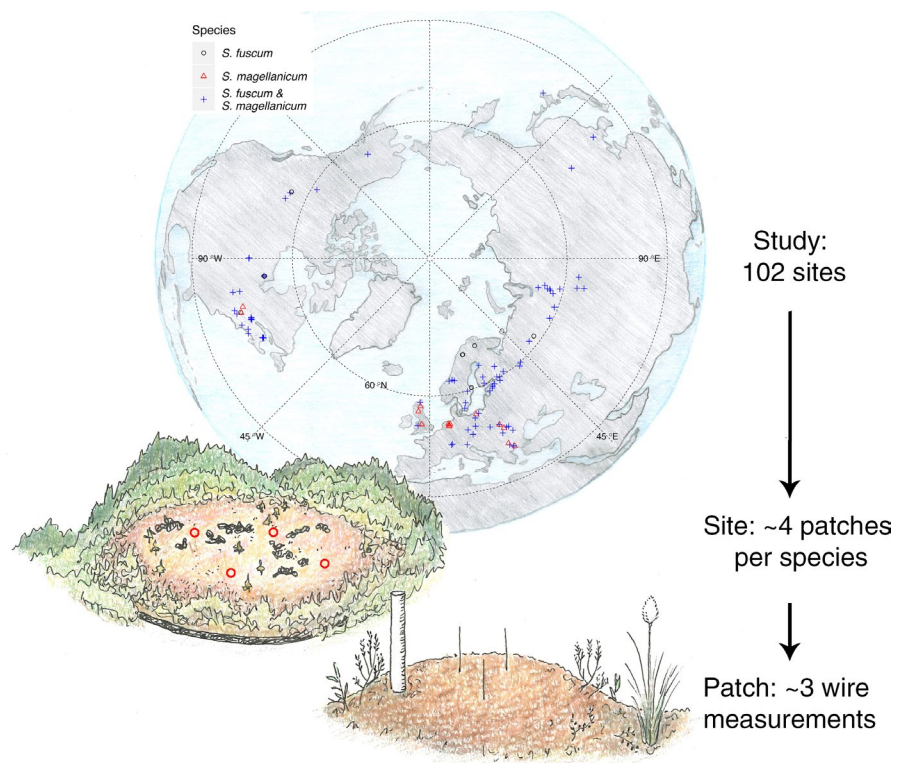 Species
S. fuscum
S. magellanicum
S. fuscum &
S. magellanicum
90 °W
90 °E
60 °N
45 °W
45 °E
Study:
102 sites
Site: ~4 patches
per species
Patch: ~3 wire
measurements